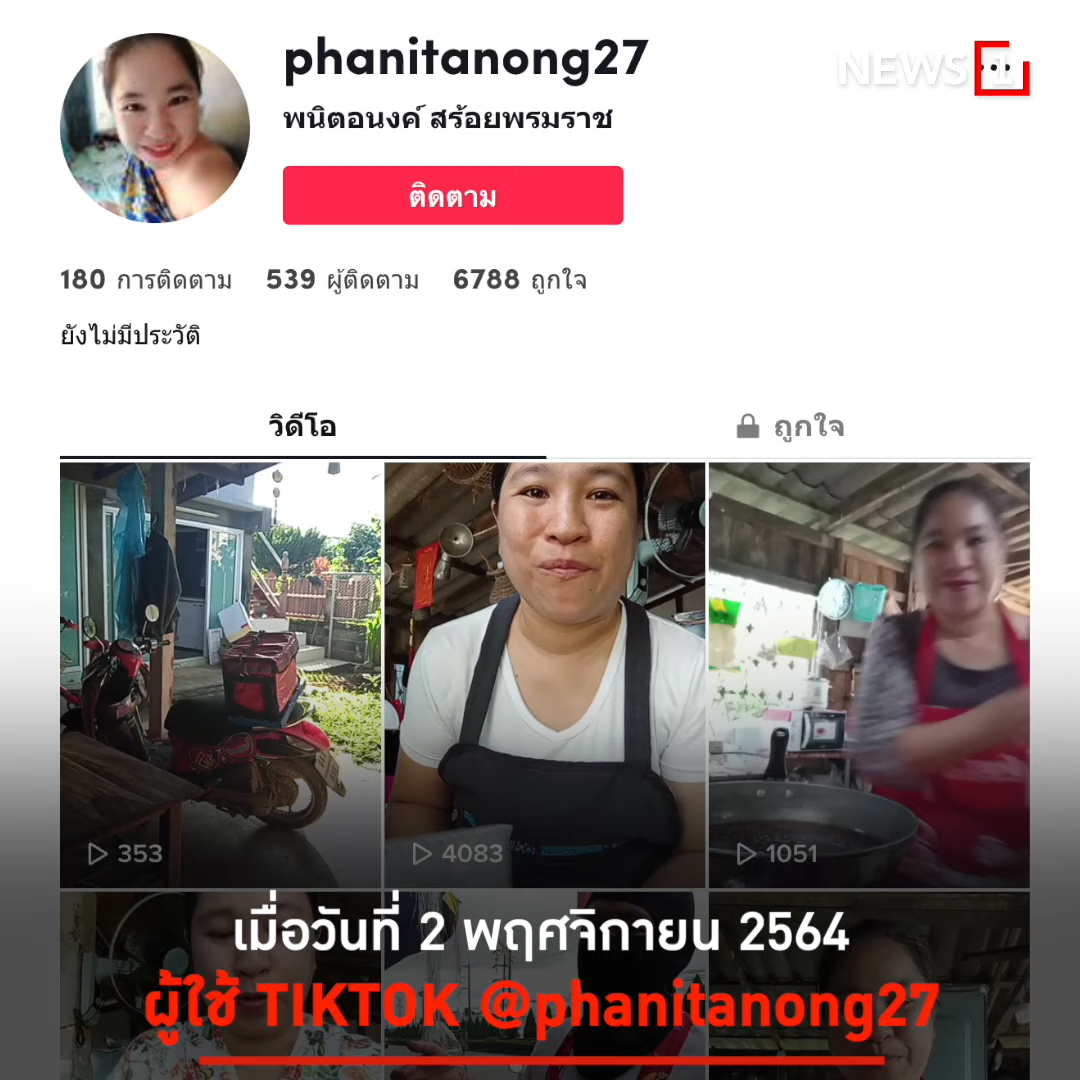 phanitanong27
NEWS 1
พนิตอนงค์ สร้อยพรมราช
ติดตาม
180 การติดตาม 539 ผู้ติดตาม 6788 ถูกใจ
ยังไม่มีประวัติ
วิดีโอ ถูกใจ
353 4083 1051
เมื่อวันที่ 2 พฤศจิกายน 2564
ผู้ใช้ TIKTOK @phanitanong27